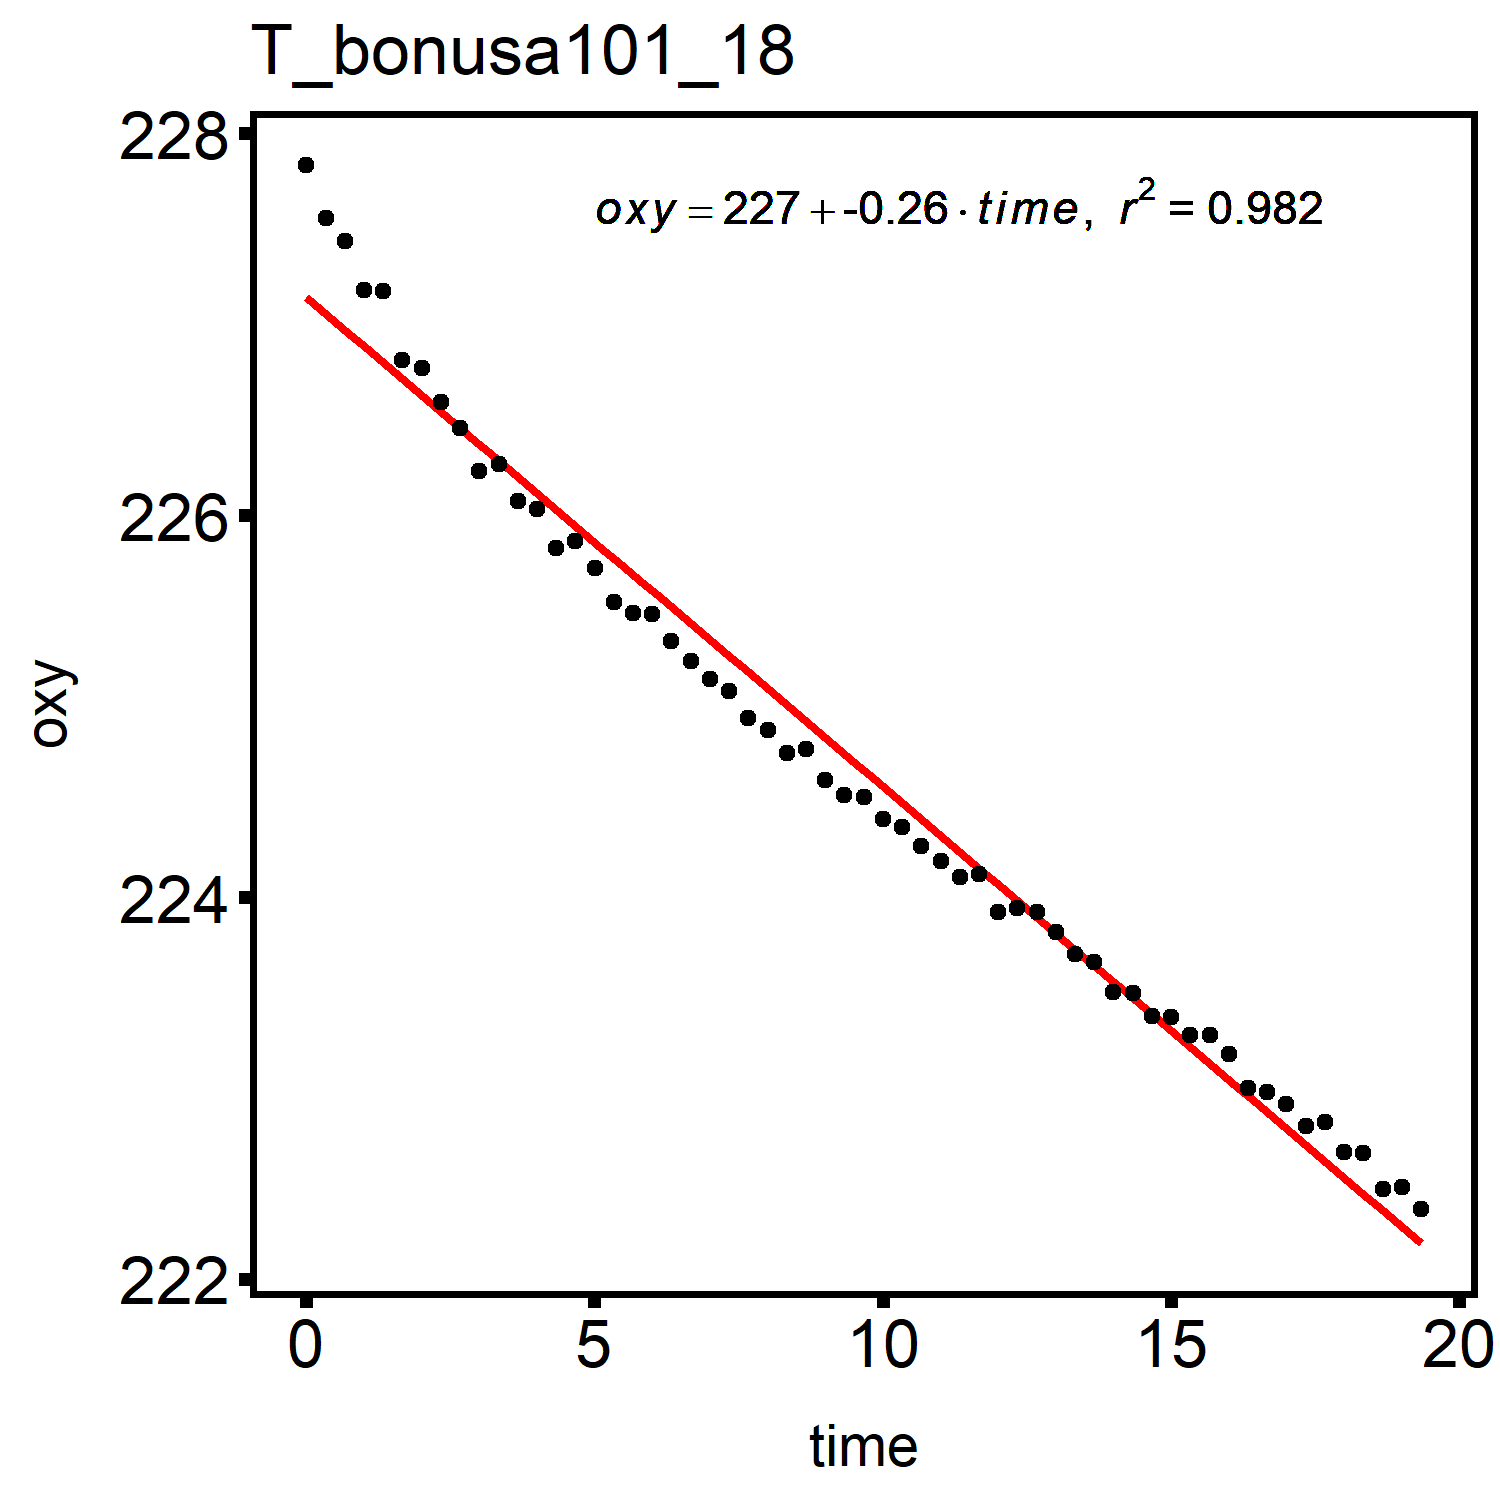 T_bonusa101_18
228
226
224
222
oxy = 227 + -0.26 · time, r² = 0.982
oxy
0 5 10 15 20
time